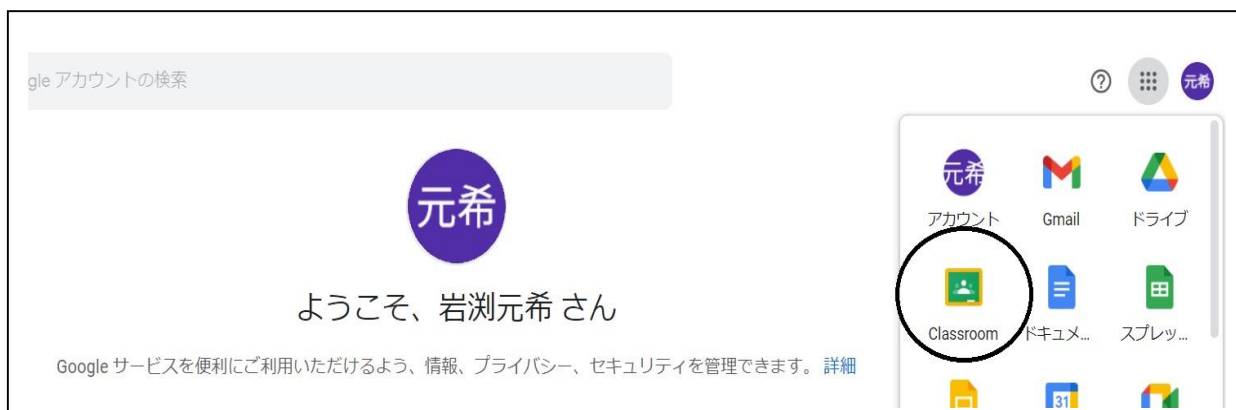 gle アカウントの検索
元希
元希
元希
アカウント
Gmail
ドライブ
ようこそ、岩渕元希 さん
Classroom
ドキュメ...
スプレッ...
Google サービスを便利にご利用いただけるよう、情報、プライバシー、セキュリティを管理できます。 詳細
31